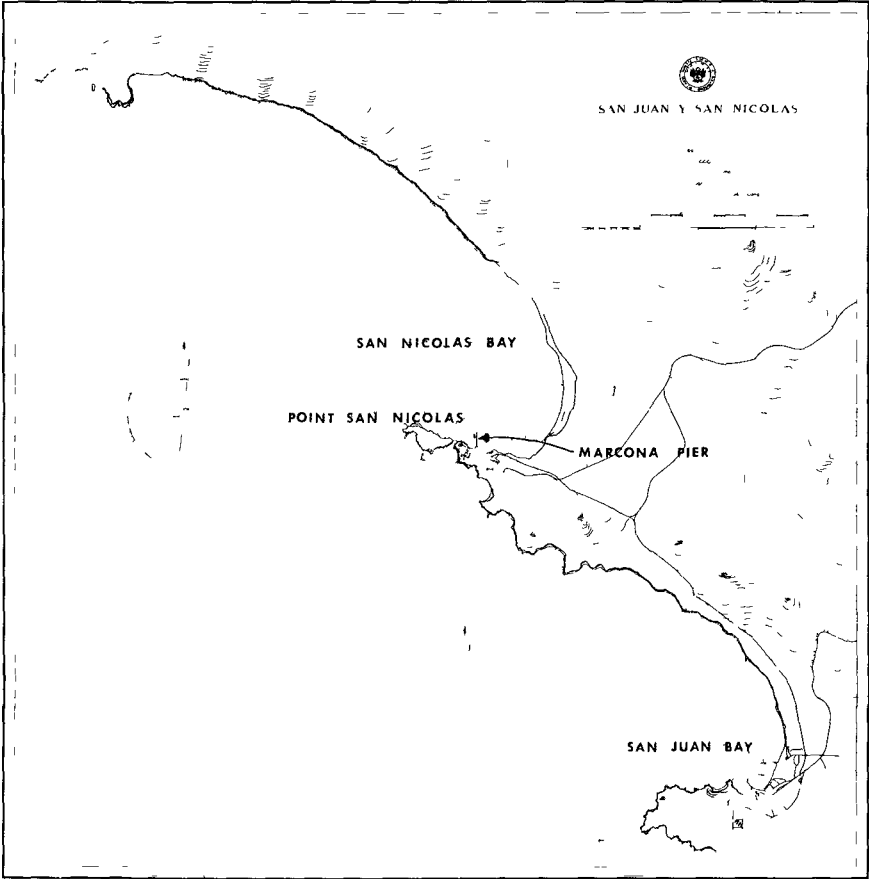 SAN JUAN Y SAN NICOLAS
SAN NICOLAS BAY
POINT SAN NICOLAS
MARCONA PIER
SAN JUAN BAY